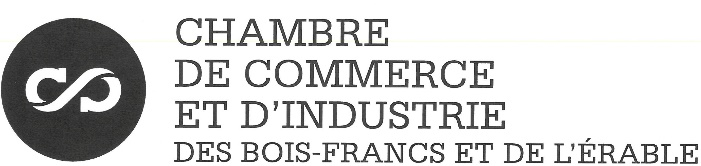 CHAMBRE
DE COMMERCE
ET D'INDUSTRIE
DES BOIS-FRANCS ET DE L'ÉRABLE